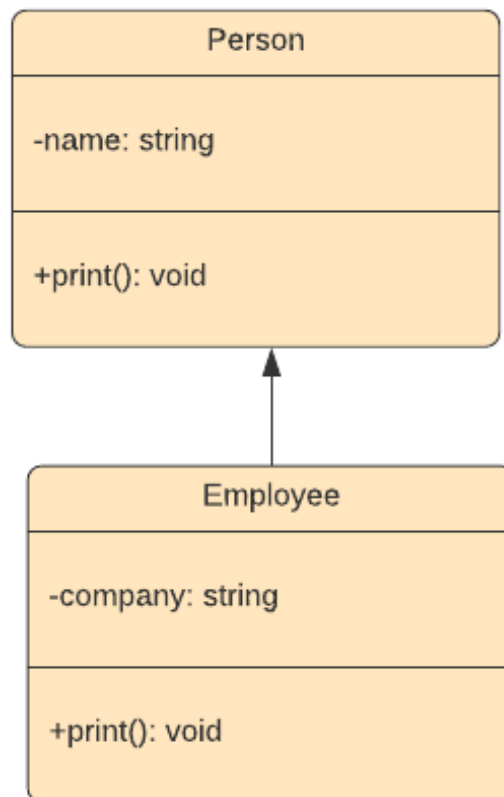 Person
-name: string
+print(): void
Employee
-company: string
+print(): void